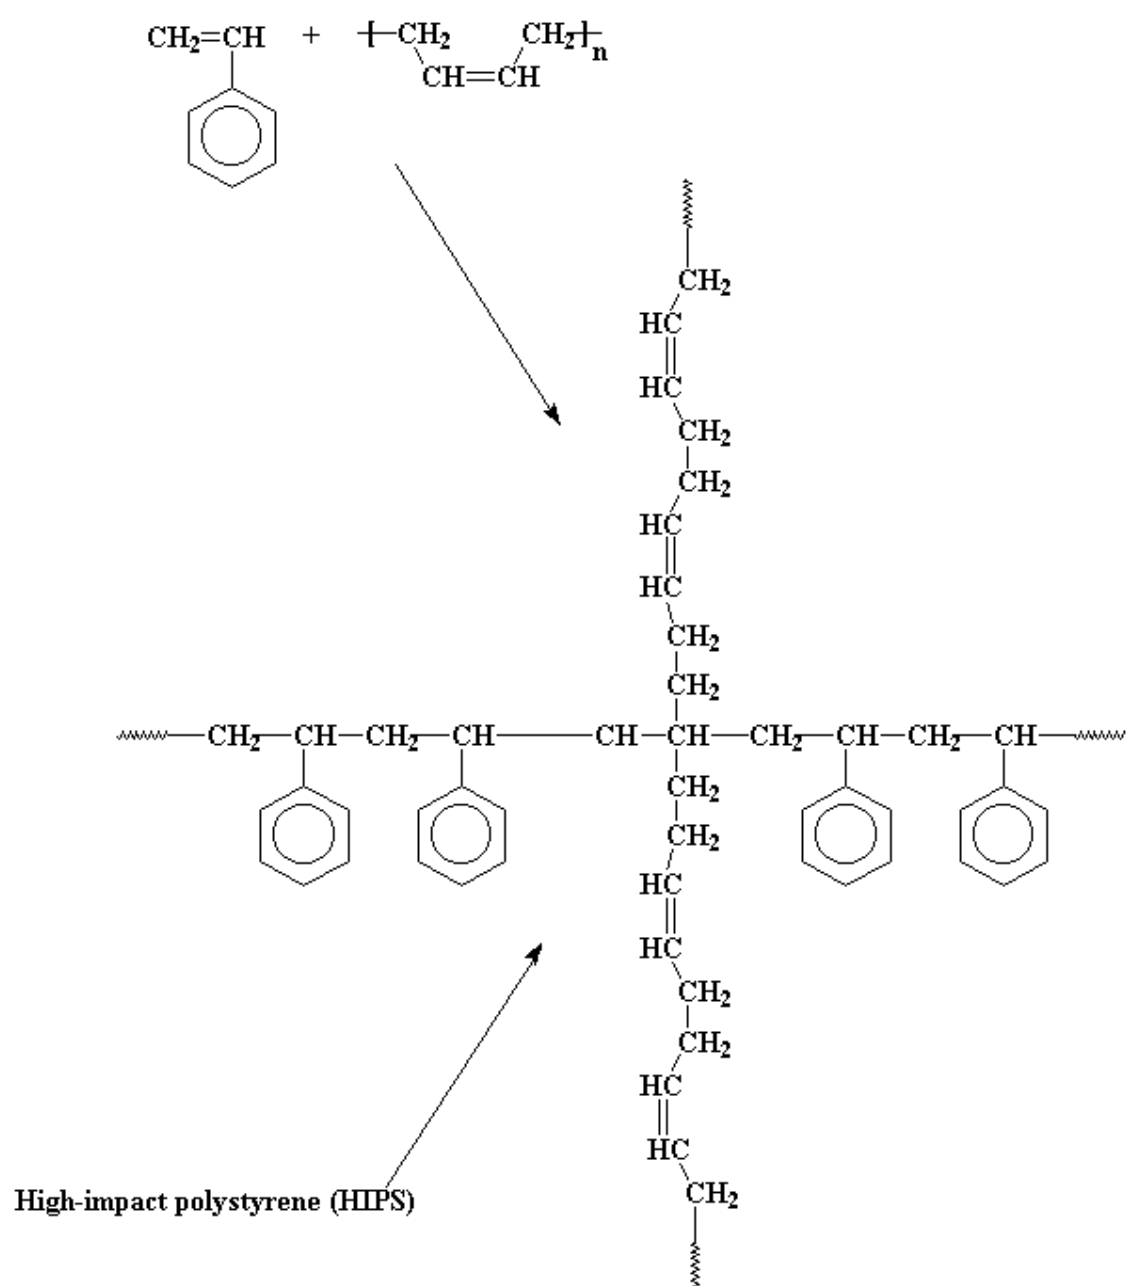 CH₂=CH + [-CH₂ CH₂]n
CH=CH
CH₂
HC
HC
CH₂
CH₂
HC
HC
CH₂
CH₂
CH₂ CH CH₂ CH CH CH CH₂ CH CH₂ CH
CH₂
CH₂
HC
HC
CH₂
CH₂
HC
HC
High-impact polystyrene (HIPS) CH₂